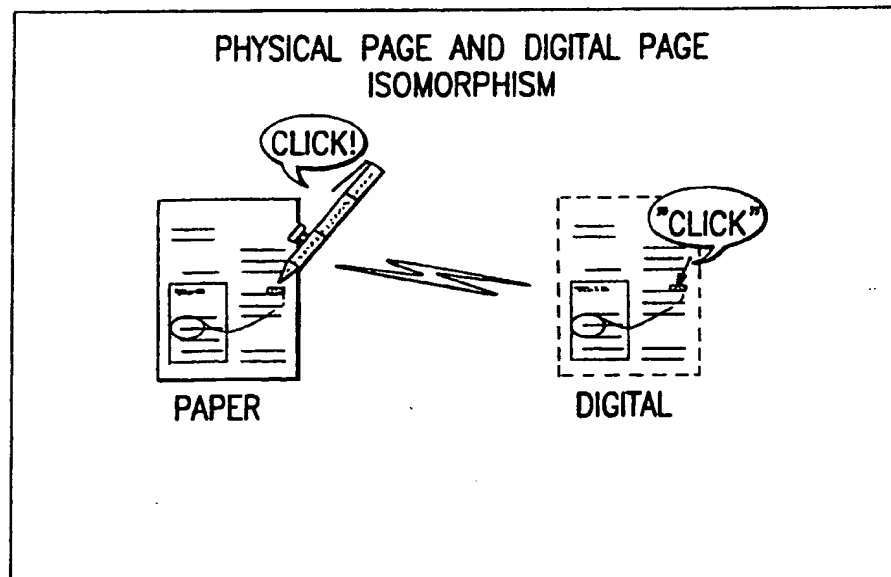 PHYSICAL PAGE AND DIGITAL PAGE
ISOMORPHISM
CLICK!
"CLICK"
PAPER
DIGITAL